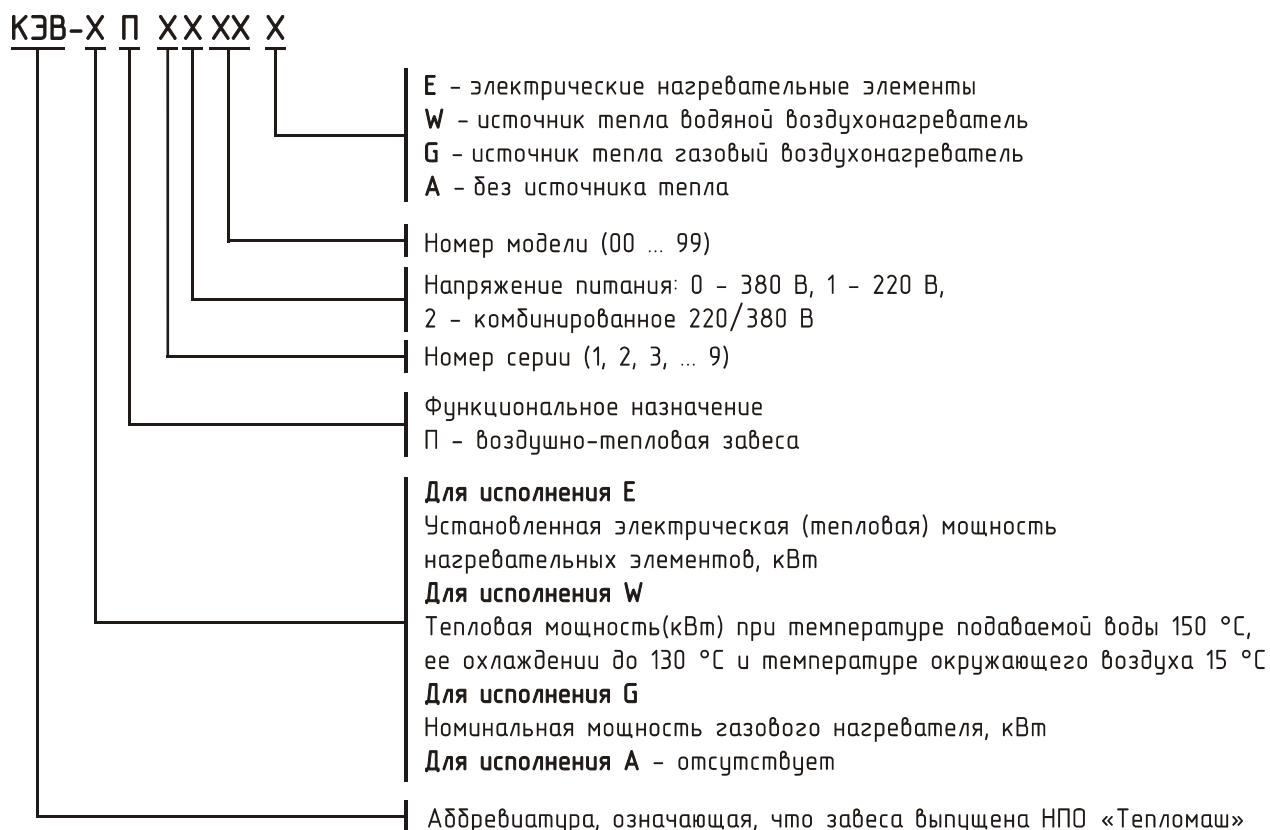 КЭВ-Х П ХХ ХХ Х
E – электрические нагревательные элементы
W – источник тепла водяной воздухонагреватель
G – источник тепла газовый воздухонагреватель
A – без источника тепла
Номер модели (00 ... 99)
Напряжение питания: 0 – 380 В, 1 – 220 В,
2 – комбинированное 220/380 В
Номер серии (1, 2, 3, ... 9)
Функциональное назначение
П – воздушно-тепловая завеса
Для исполнения E
Установленная электрическая (тепловая) мощность
нагревательных элементов, кВт
Для исполнения W
Тепловая мощность(кВт) при температуре подаваемой воды 150 °С,
ее охлаждении до 130 °С и температуре окружающего воздуха 15 °С
Для исполнения G
Номинальная мощность газового нагревателя, кВт
Для исполнения A – отсутствует
Аббревиатура, означающая, что завеса выпущена НПО «Тепломаш»